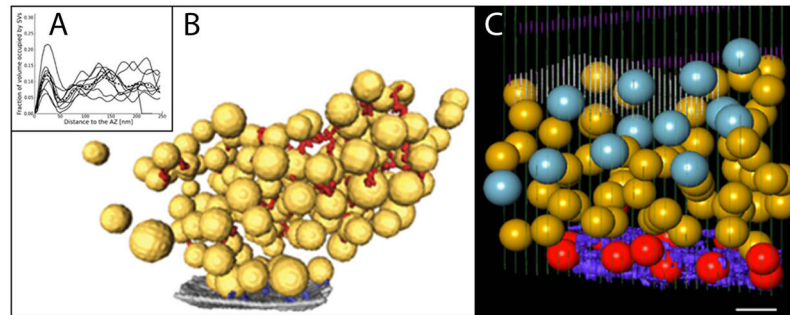 A
B
C
Fraction of volume occupied by SVs
0.30
0.25
0.20
0.15
0.10
0.05
0.00
0
50
100
150
200
250
Distance to the AZ [nm]